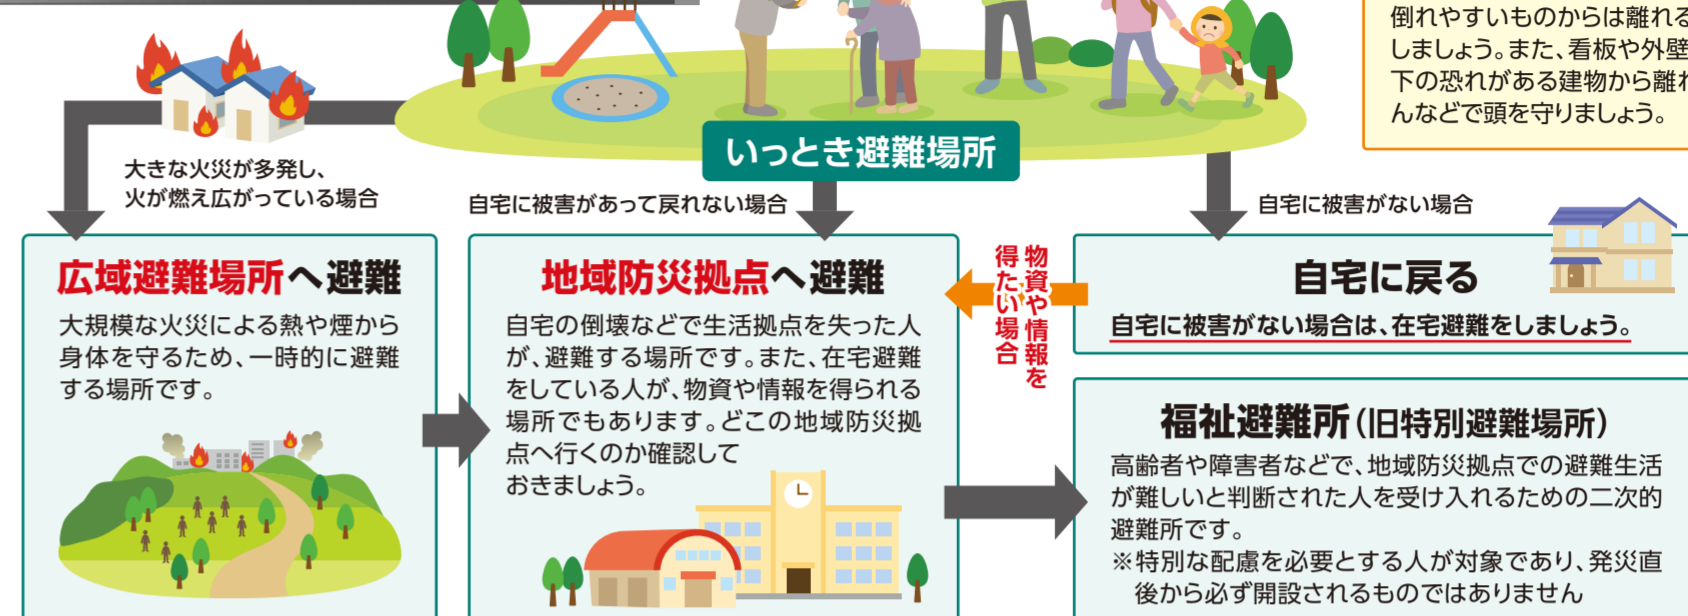 倒れやすいものからは離れる
しましょう。また、看板や外壁
下の恐れがある建物から離れ
んなどで頭を守りましょう。
いっとき避難場所
大きな火災が多発し、
火が燃え広がっている場合
自宅に被害があって戻れない場合
自宅に被害がない場合
広域避難場所へ避難
大規模な火災による熱や煙から
身体を守るため、一時的に避難
する場所です。
地域防災拠点へ避難
自宅の倒壊などで生活拠点を失った人
が、避難する場所です。また、在宅避難
をしている人が、物資や情報を得られる
場所でもあります。どこの地域防災拠
点へ行くのか確認して
おきましょう。
物資や情報を
得たい場合
自宅に戻る
自宅に被害がない場合は、在宅避難をしましょう。
福祉避難所(旧特別避難場所)
高齢者や障害者などで、地域防災拠点での避難生活
が難しいと判断された人を受け入れるための二次的
避難所です。
※特別な配慮を必要とする人が対象であり、発災直
後から必ず開設されるものではありません